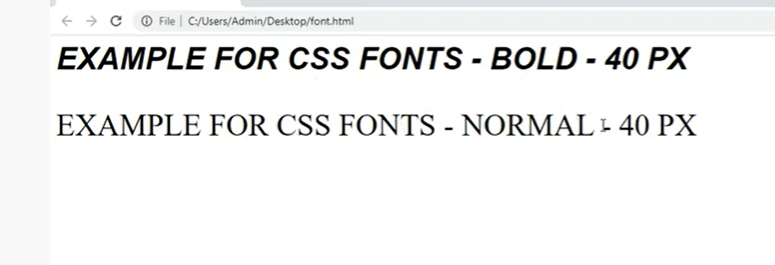 File | C:/Users/Admin/Desktop/font.html
EXAMPLE FOR CSS FONTS - BOLD - 40 PX
EXAMPLE FOR CSS FONTS - NORMAL - 40 PX